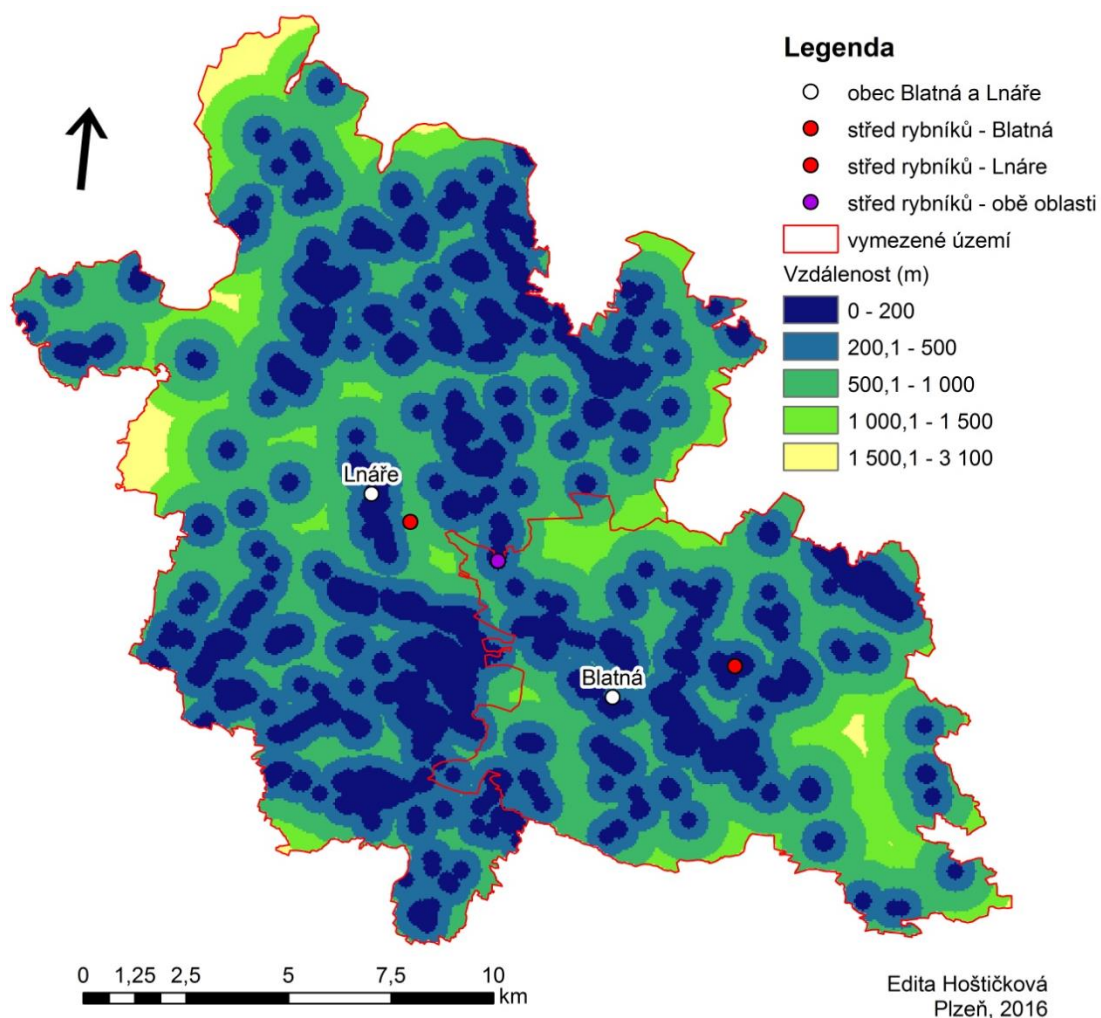 Legenda
obec Blatná a Lnáře
střed rybníků - Blatná
střed rybníků - Lnáre
střed rybníků - obě oblasti
vymezené území
Vzdálenost (m)
0 - 200
200,1 - 500
500,1 - 1 000
1 000,1 - 1 500
1 500,1 - 3 100
Lnáře
Blatná
0 1,25 2,5 5 7,5 10
km
Edita Hoštičková
Plzeň, 2016